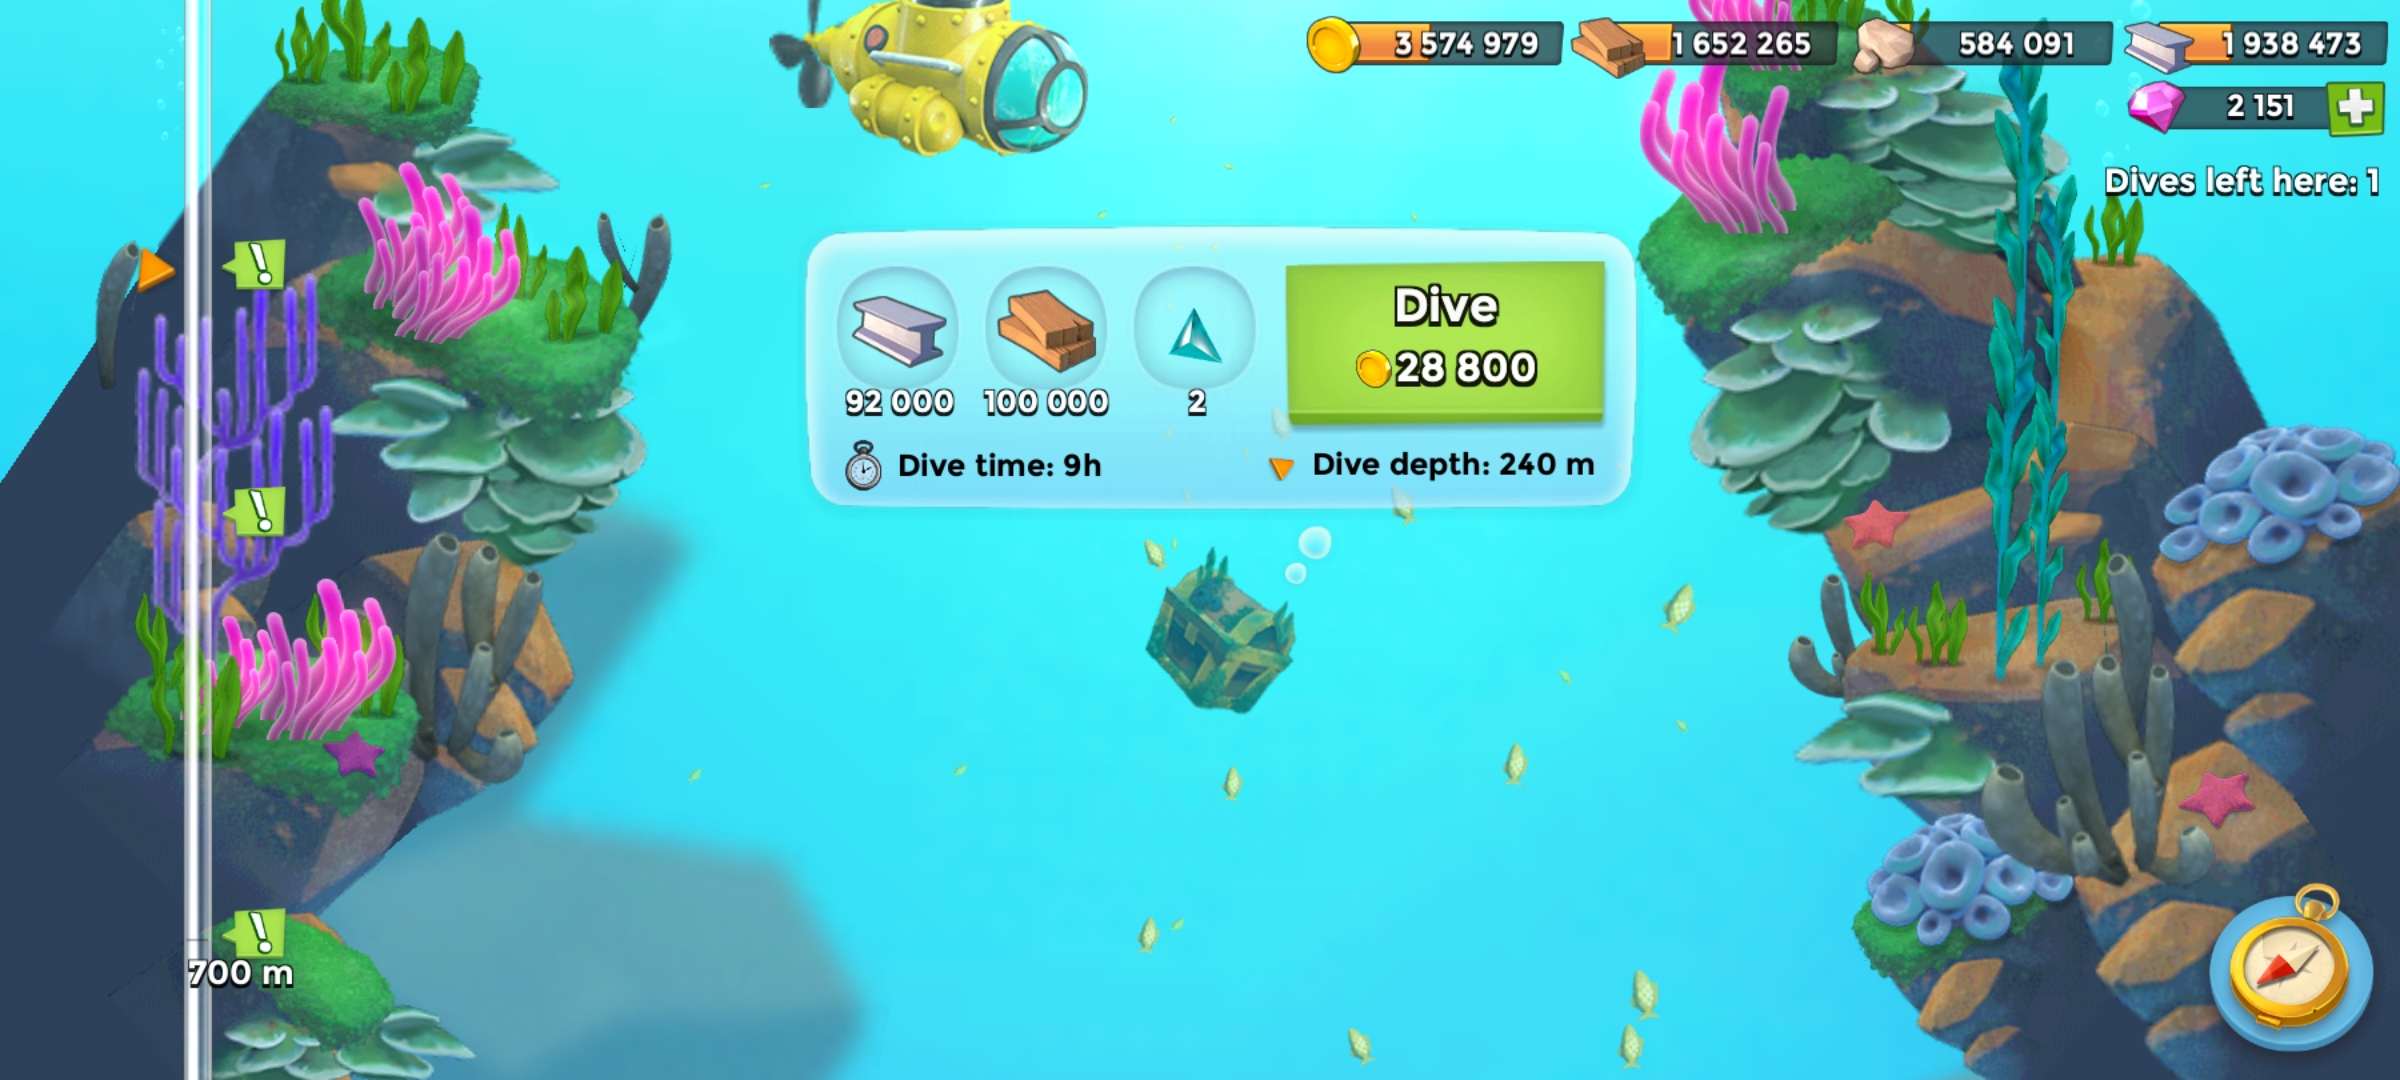 3 574 979
1 652 265
584 091
1 938 473
2 151
Dives left here: 1
!
Dive
28 800
92 000
100 000
2
Dive time: 9h
Dive depth: 240 m
!
!
700 m